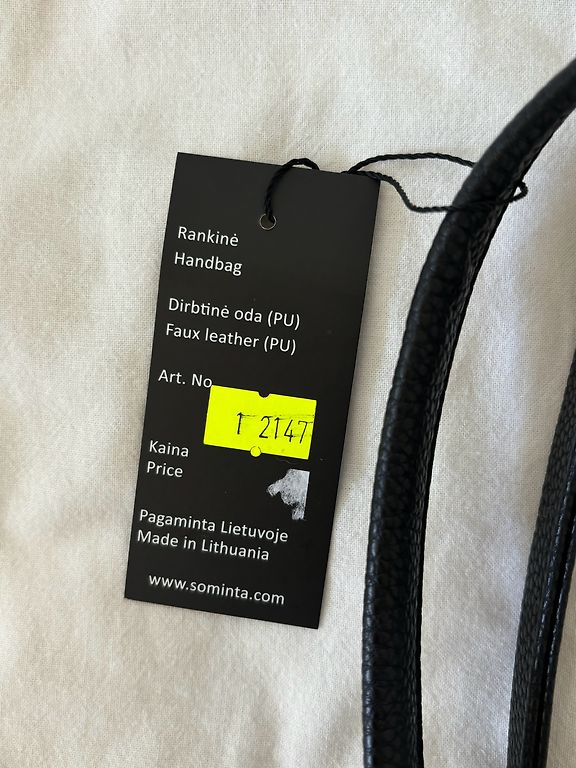 Rankinė
Handbag
Dirbtinė oda (PU)
Faux leather (PU)
Art. No
1 2147
Kaina
Price
Pagaminta Lietuvoje
Made in Lithuania
www.sominta.com